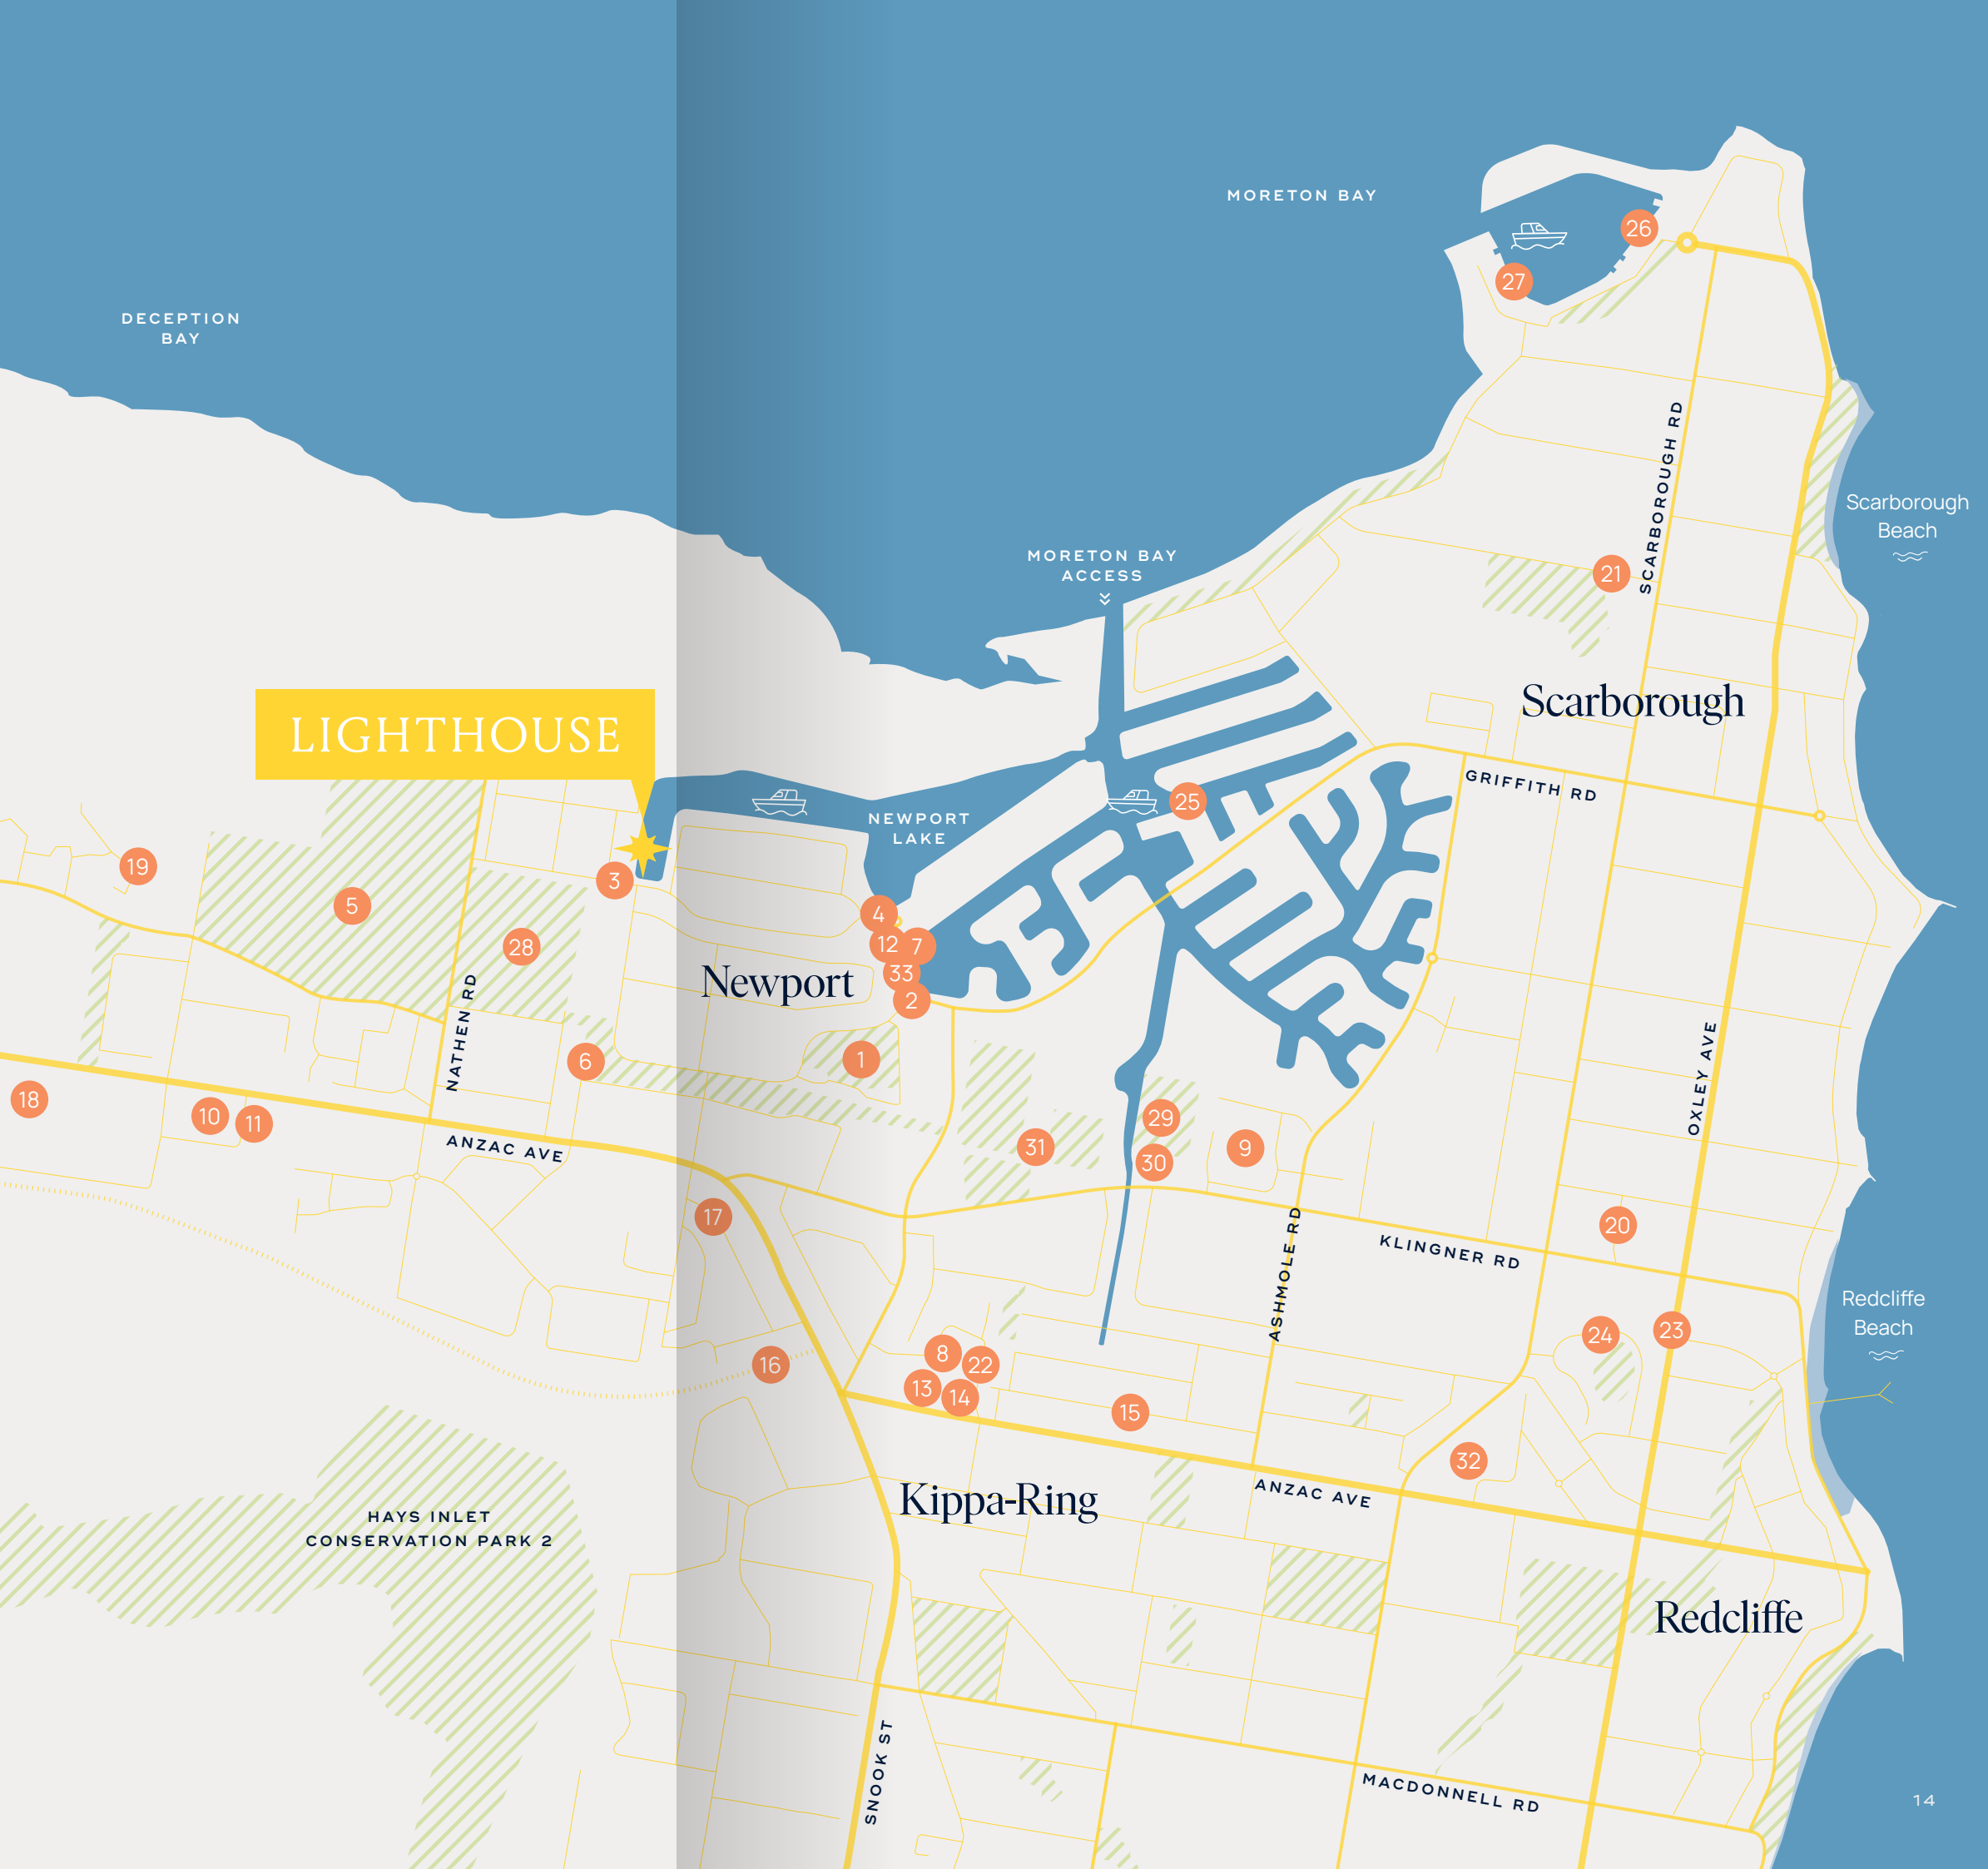 MORETON BAY
26
27
DECEPTION
BAY
SCARBOROUGH RD
Scarborough
Beach
MORETON BAY
ACCESS
21
Scarborough
LIGHTHOUSE
GRIFFITH RD
25
NEWPORT
LAKE
19
3
5
4
28
12
7
33
Newport
2
NATHEN RD
6
1
OXLEY AVE
18
10
11
ANZAC AVE
29
31
30
9
17
20
ASHMOLE RD
KLINGNER RD
Redcliffe
Beach
24
23
8
22
16
13
14
15
32
Kippa-Ring
ANZAC AVE
HAYS INLET
CONSERVATION PARK 2
Redcliffe
SNOOK ST
MACDONNELL RD
14